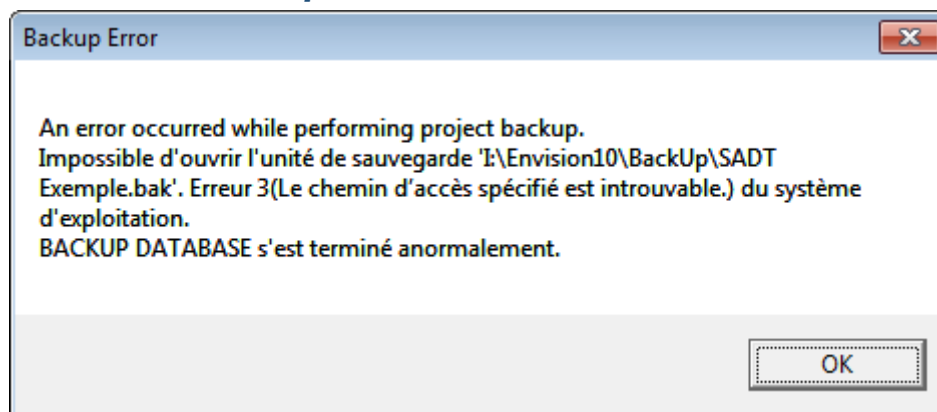 Backup Error
An error occurred while performing project backup.
Impossible d'ouvrir l'unité de sauvegarde 'I:\Envision10\BackUp\SADT
Exemple.bak'. Erreur 3(Le chemin d'accès spécifié est introuvable.) du système
d'exploitation.
BACKUP DATABASE s'est terminé anormalement.
OK